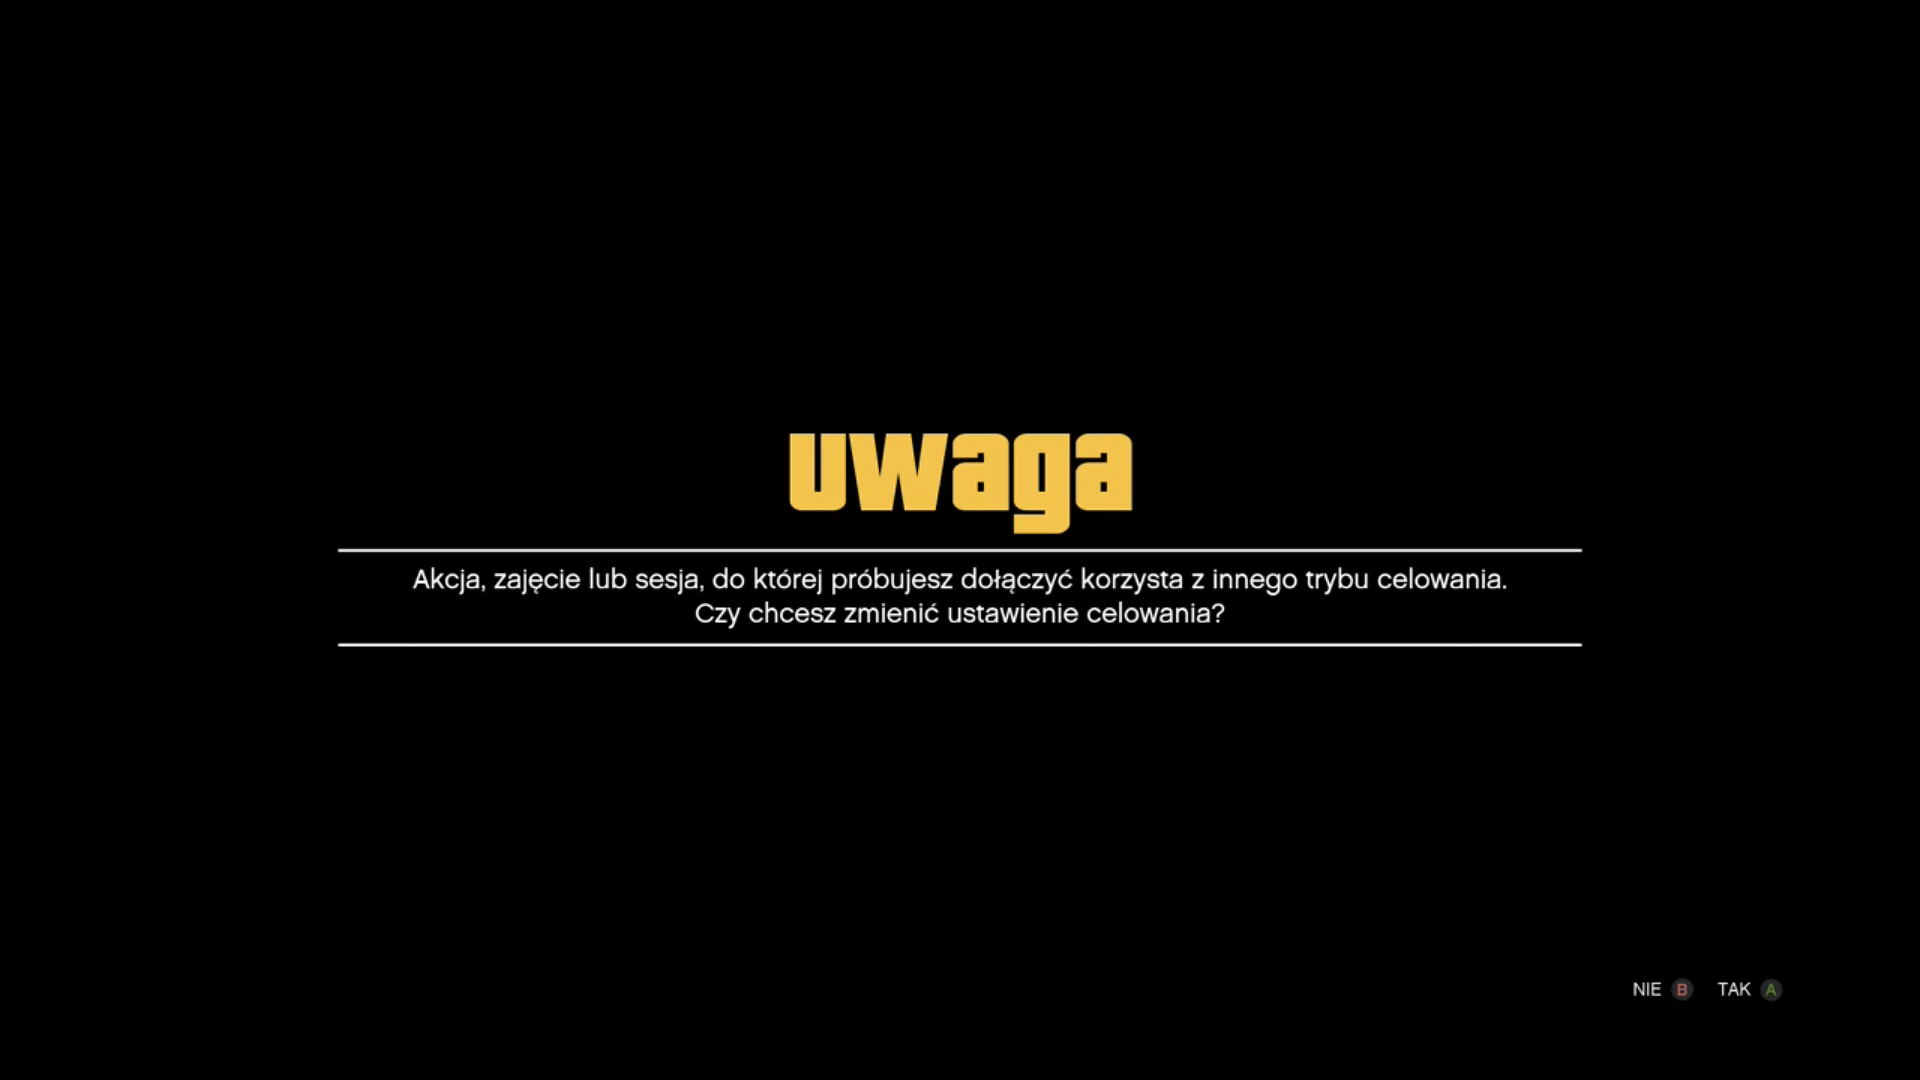 uwaga
Akcja, zajęcie lub sesja, do której próbujesz dołączyć korzysta z innego trybu celowania.
Czy chcesz zmienić ustawienie celowania?
NIE B TAK A